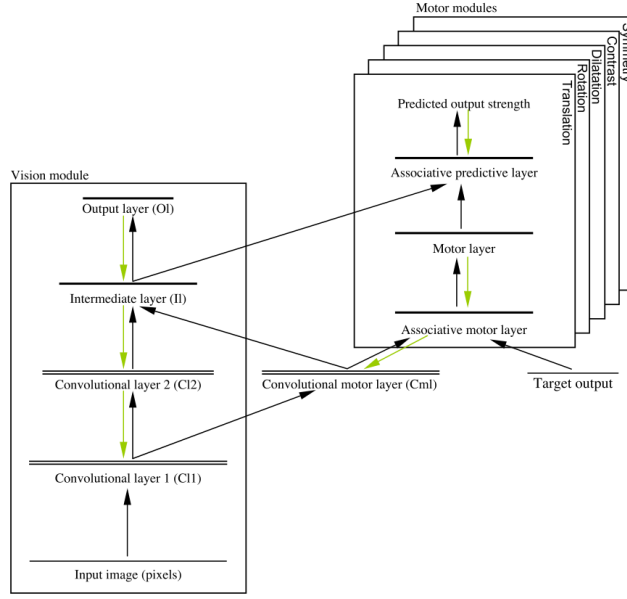 Motor modules
Symmetry
Contrast
Dilatation
Rotation
Translation
Predicted output strength
Associative predictive layer
Vision module
Output layer (Ol)
Motor layer
Intermediate layer (Il)
Associative motor layer
Convolutional layer 2 (Cl2)
Convolutional motor layer (Cml)
Target output
Convolutional layer 1 (Cl1)
Input image (pixels)